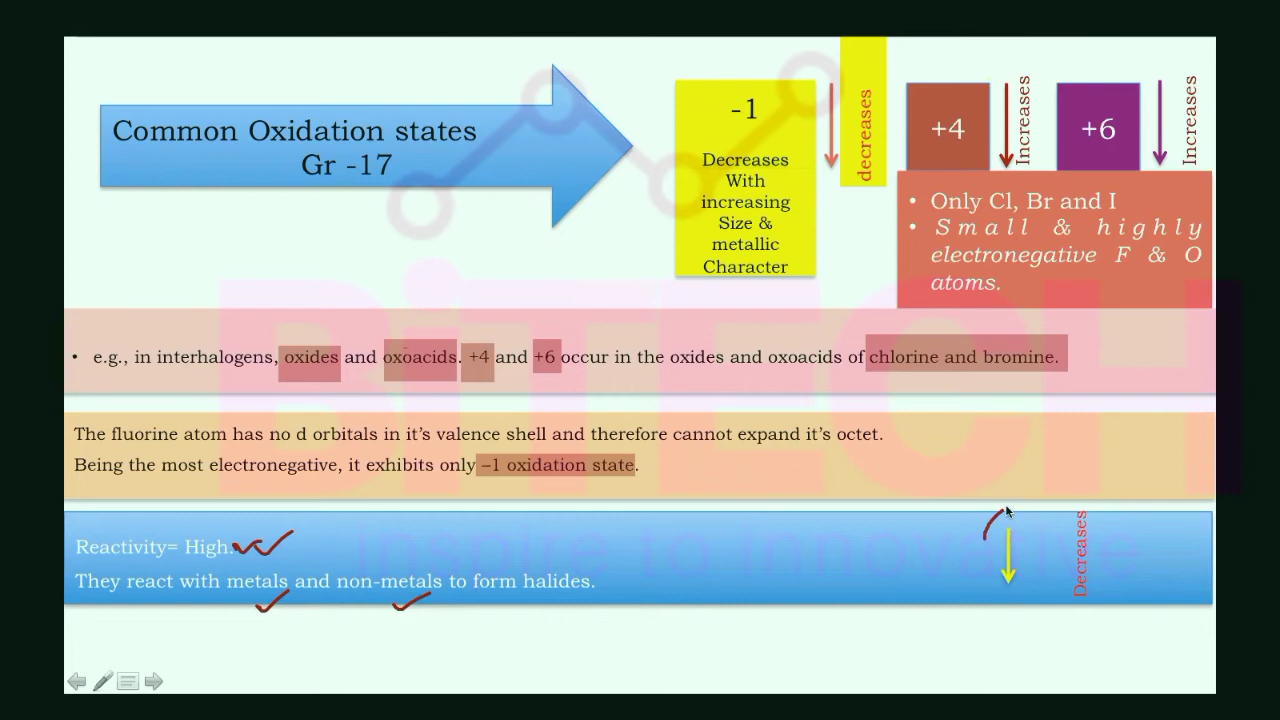 Common Oxidation states
Gr -17
-1
Decreases
With
increasing
Size &
metallic
Character
decreases
+4
Increases
+6
Increases
• Only Cl, Br and I
• Small & highly
electronegative F & O
atoms.
• e.g., in interhalogens, oxides and oxoacids. +4 and +6 occur in the oxides and oxoacids of chlorine and bromine.
The fluorine atom has no d orbitals in it's valence shell and therefore cannot expand it's octet.
Being the most electronegative, it exhibits only –1 oxidation state.
Reactivity= High.
They react with metals and non-metals to form halides.
Decreases
BiTECH
inspire to innovative